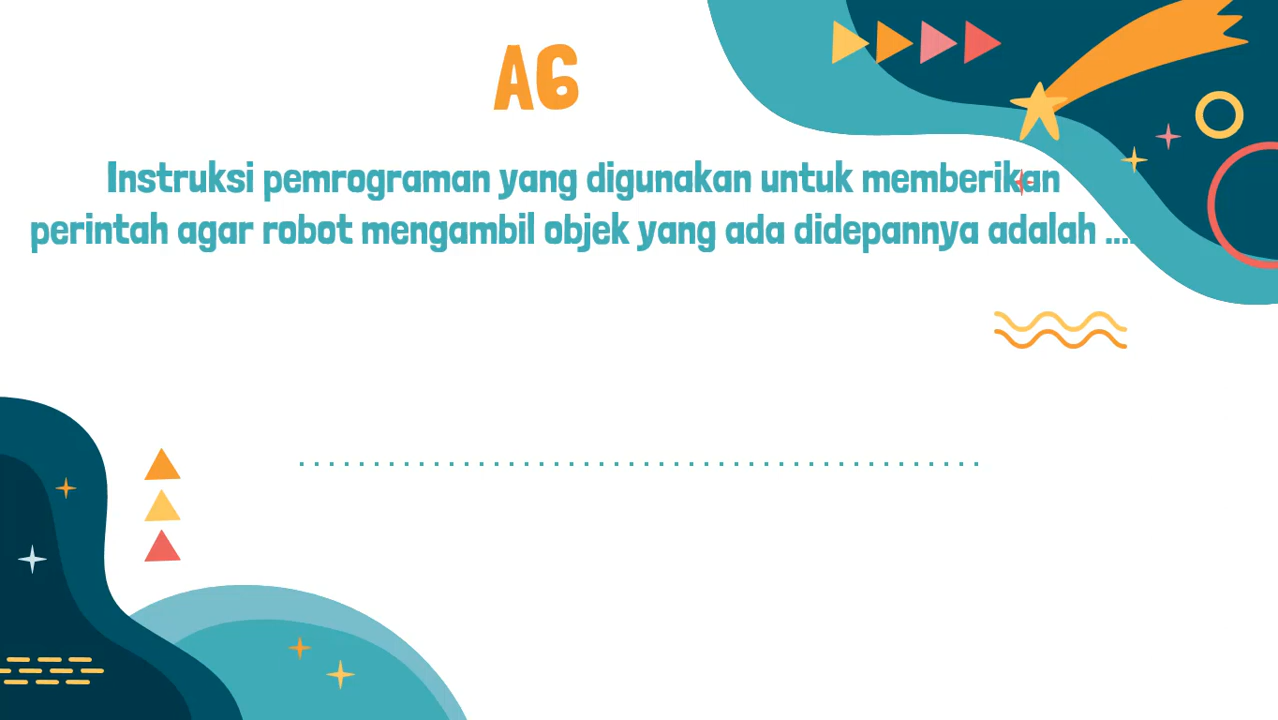 A6
Instruksi pemrograman yang digunakan untuk memberikan
perintah agar robot mengambil objek yang ada didepannya adalah ....
..............................................